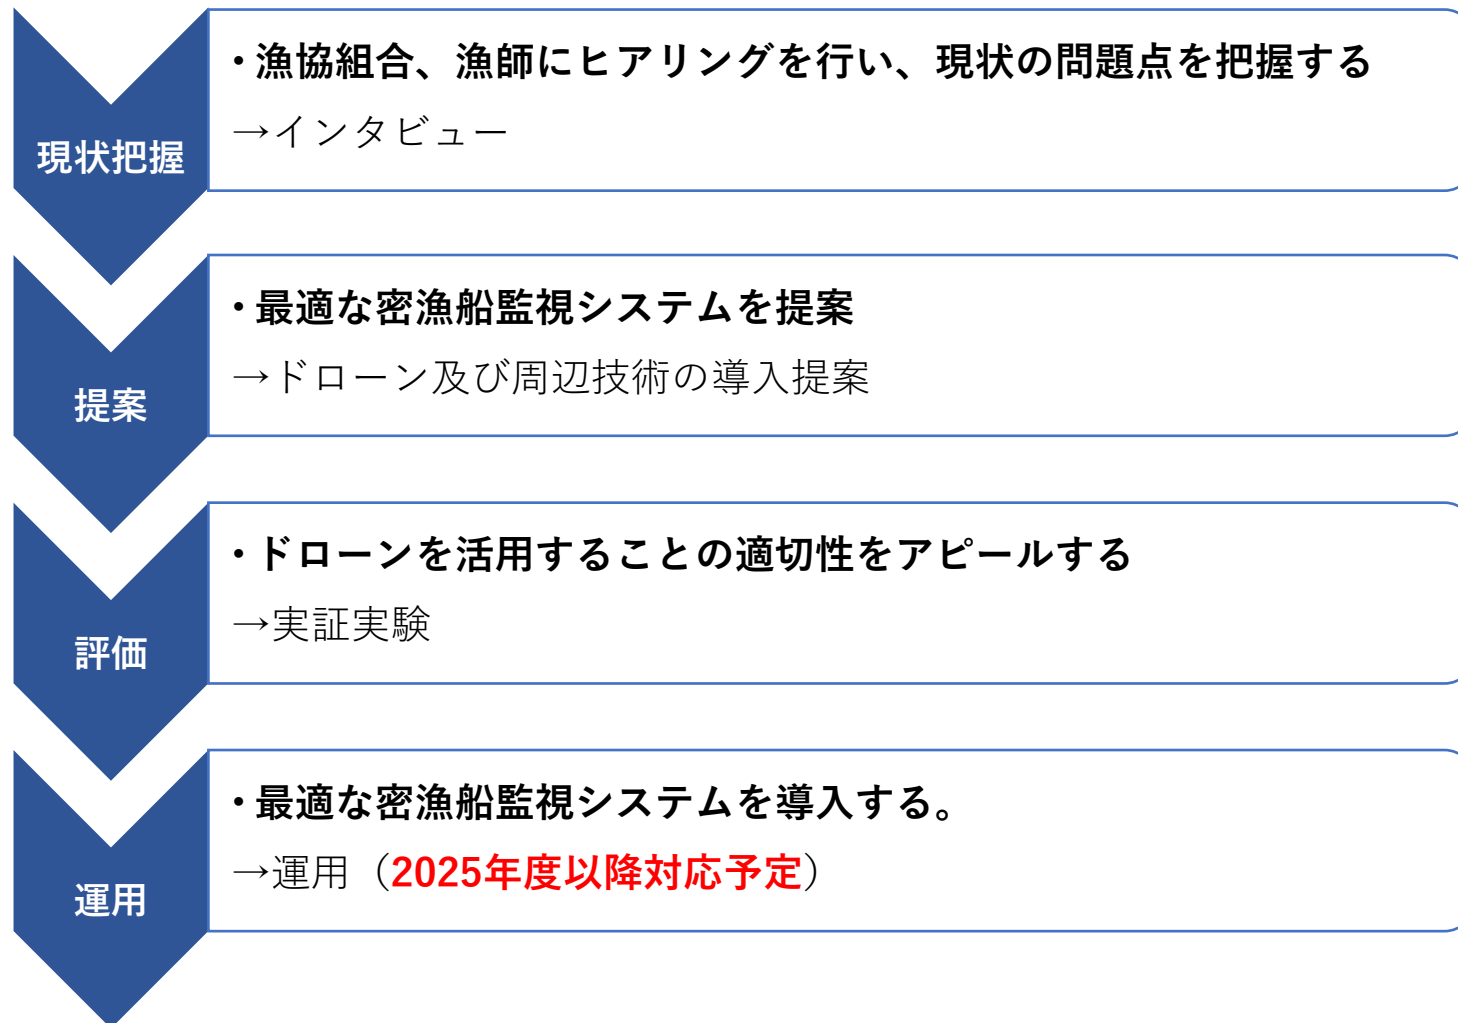 現状把握
・漁協組合、漁師にヒアリングを行い、現状の問題点を把握する
→インタビュー
提案
・最適な密漁船監視システムを提案
→ドローン及び周辺技術の導入提案
評価
・ドローンを活用することの適切性をアピールする
→実証実験
運用
・最適な密漁船監視システムを導入する。
→運用（2025年度以降対応予定）